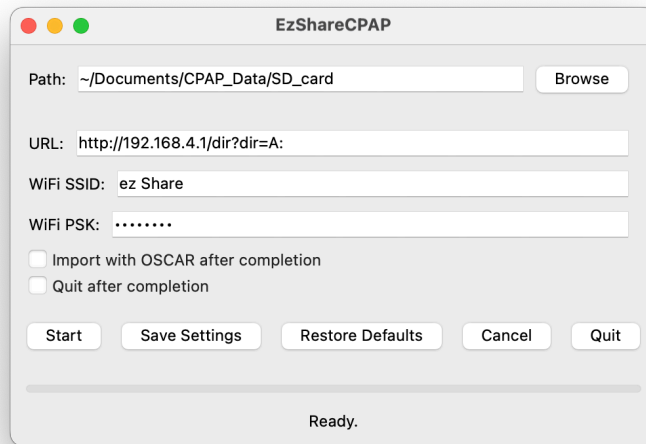 EzShareCPAP
Path: ~/Documents/CPAP_Data/SD_card Browse
URL: http://192.168.4.1/dir?dir=A:
WiFi SSID: ez Share
WiFi PSK: ••••••••
Import with OSCAR after completion
Quit after completion
Start Save Settings Restore Defaults Cancel Quit
Ready.